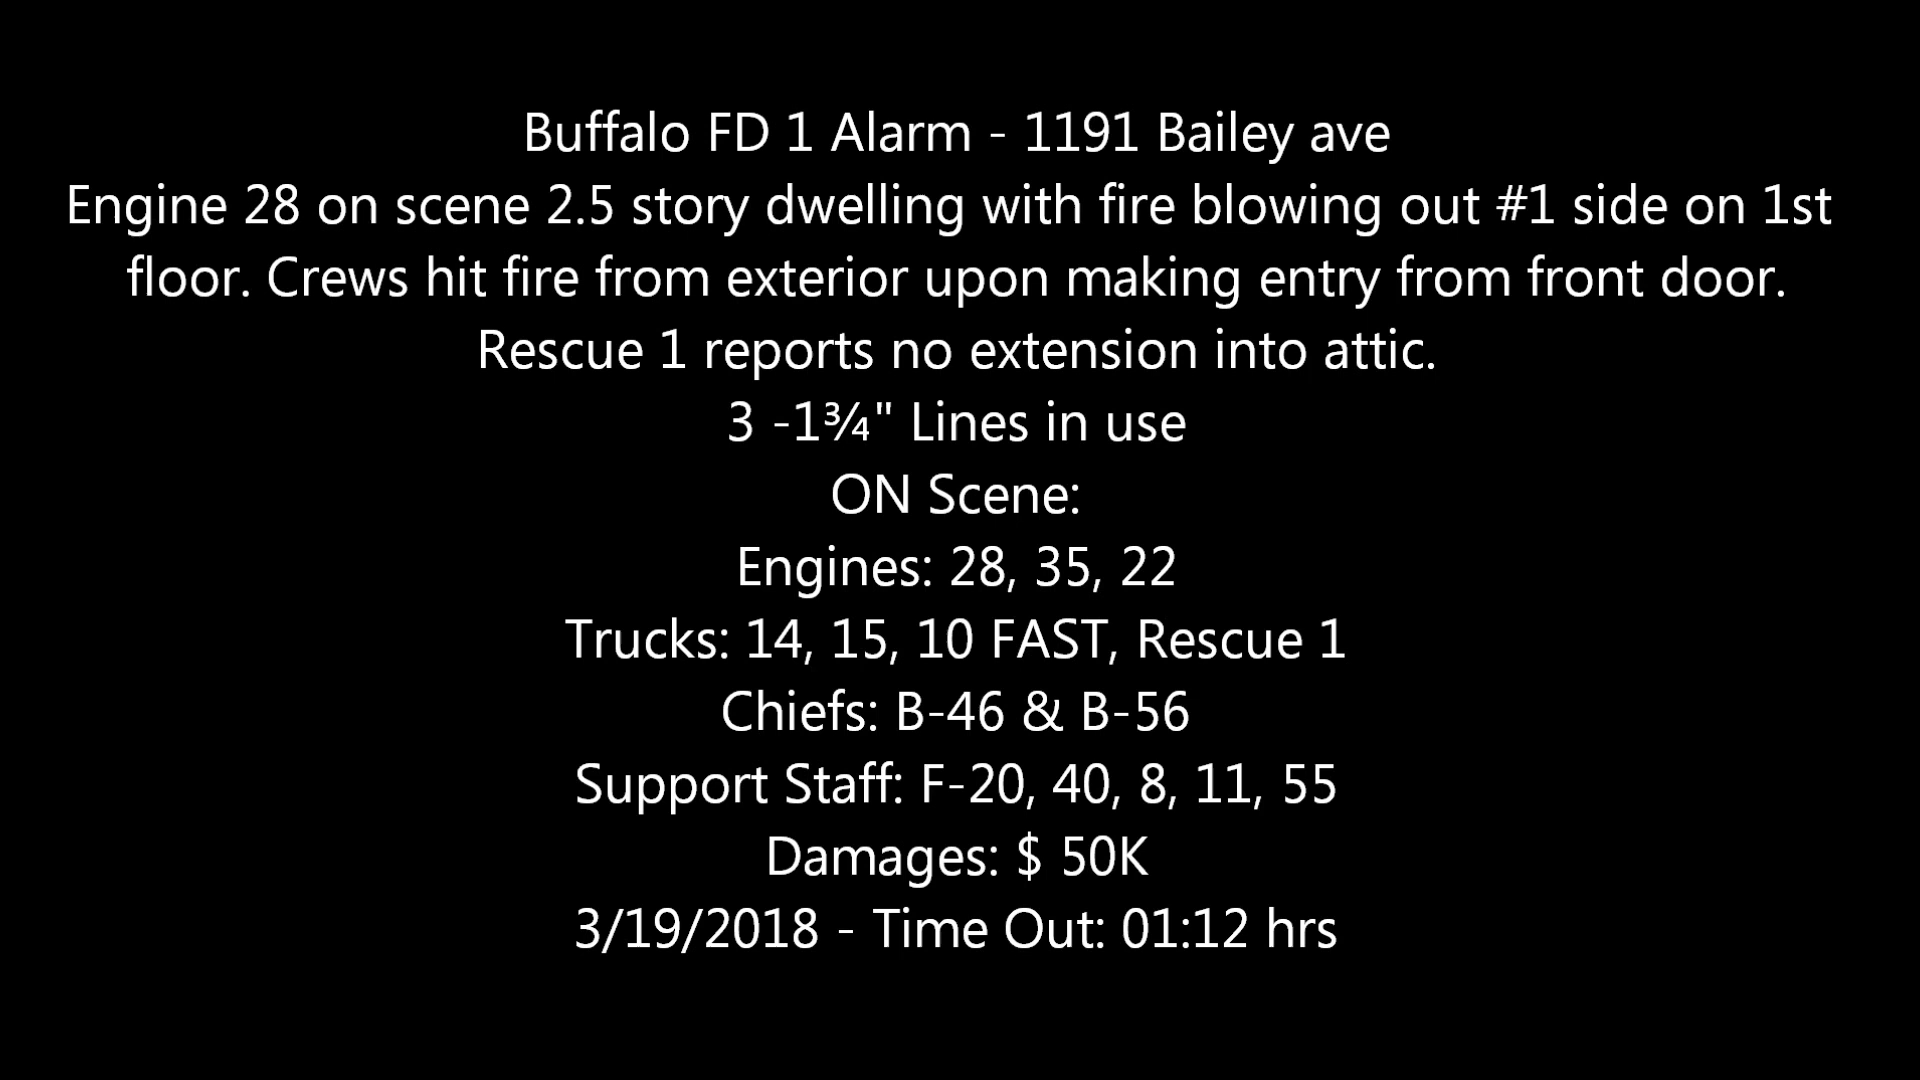 Buffalo FD 1 Alarm - 1191 Bailey ave
Engine 28 on scene 2.5 story dwelling with fire blowing out #1 side on 1st
floor. Crews hit fire from exterior upon making entry from front door.
Rescue 1 reports no extension into attic.
3 -1¾" Lines in use
ON Scene:
Engines: 28, 35, 22
Trucks: 14, 15, 10 FAST, Rescue 1
Chiefs: B-46 & B-56
Support Staff: F-20, 40, 8, 11, 55
Damages: $ 50K
3/19/2018 - Time Out: 01:12 hrs